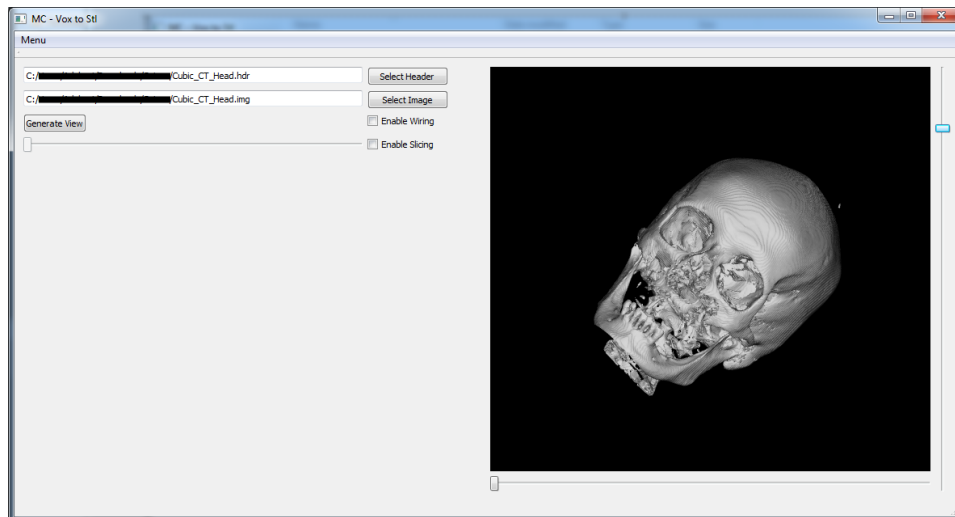 MC - Vox to Stl
Menu
C:/ /Cubic_CT_Head.hdr Select Header
C:/ /Cubic_CT_Head.img Select Image
Generate View Enable Wiring
Enable Slicing